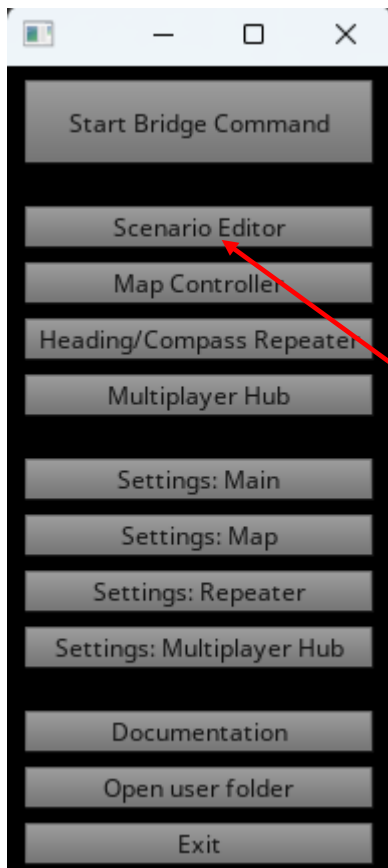 Start Bridge Command
Scenario Editor
Map Controller
Heading/Compass Repeater
Multiplayer Hub
Settings: Main
Settings: Map
Settings: Repeater
Settings: Multiplayer Hub
Documentation
Open user folder
Exit